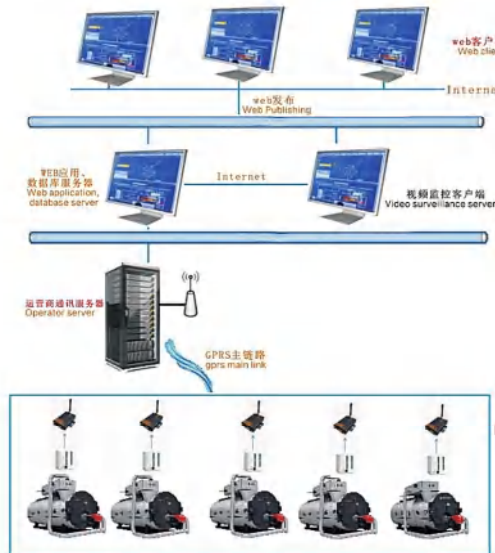 web客户
Web clie
Interne
web发布
Web Publishing
WEB应用、
数据库服务器
Web application,
database server
Internet
视频监控客户端
Video surveillance server
运营商通讯服务器
Operator server
GPRS主链路
gprs main link